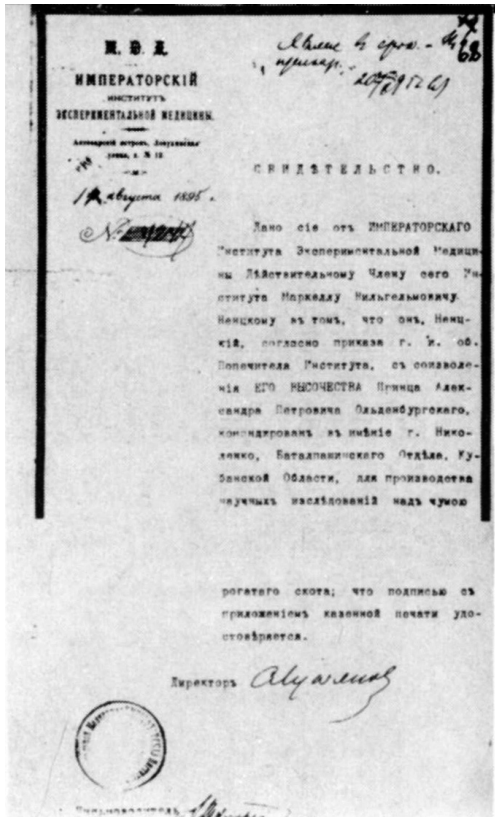 М. В. Д.
ИМПЕРАТОРСКІЙ
ИНСТИТУТЪ
ЭКСПЕРИМЕНТАЛЬНОЙ МЕДИЦИНЫ.
Аптекарскій островъ, Лопухинская
улица, д. № 12.
августа 1895
№
СВИДѢТЕЛЬСТВО.
Дано сіе отъ ИМПЕРАТОРСКАГО
Института Экспериментальной Медици-
ны Дѣйствительному Члену сего Ин-
ститута Маркеллу Вильгельмовичу
Ненцкому въ томъ, что онъ, Ненц-
кій, согласно приказа г. и. об.
Попечителя Института, съ соизволе-
нія ЕГО ВЫСОЧЕСТВА Принца Алек-
сандра Петровича Ольденбургскаго,
командированъ въ имѣніе г. Нико-
ленко, Баталпашинскаго Отдѣла, Ку-
банской Области, для производства
научныхъ изслѣдованій надъ чумою
рогатаго скота; что подписью съ
приложеніемъ казенной печати удо-
стовѣряется.
Директоръ
Письмоводитель